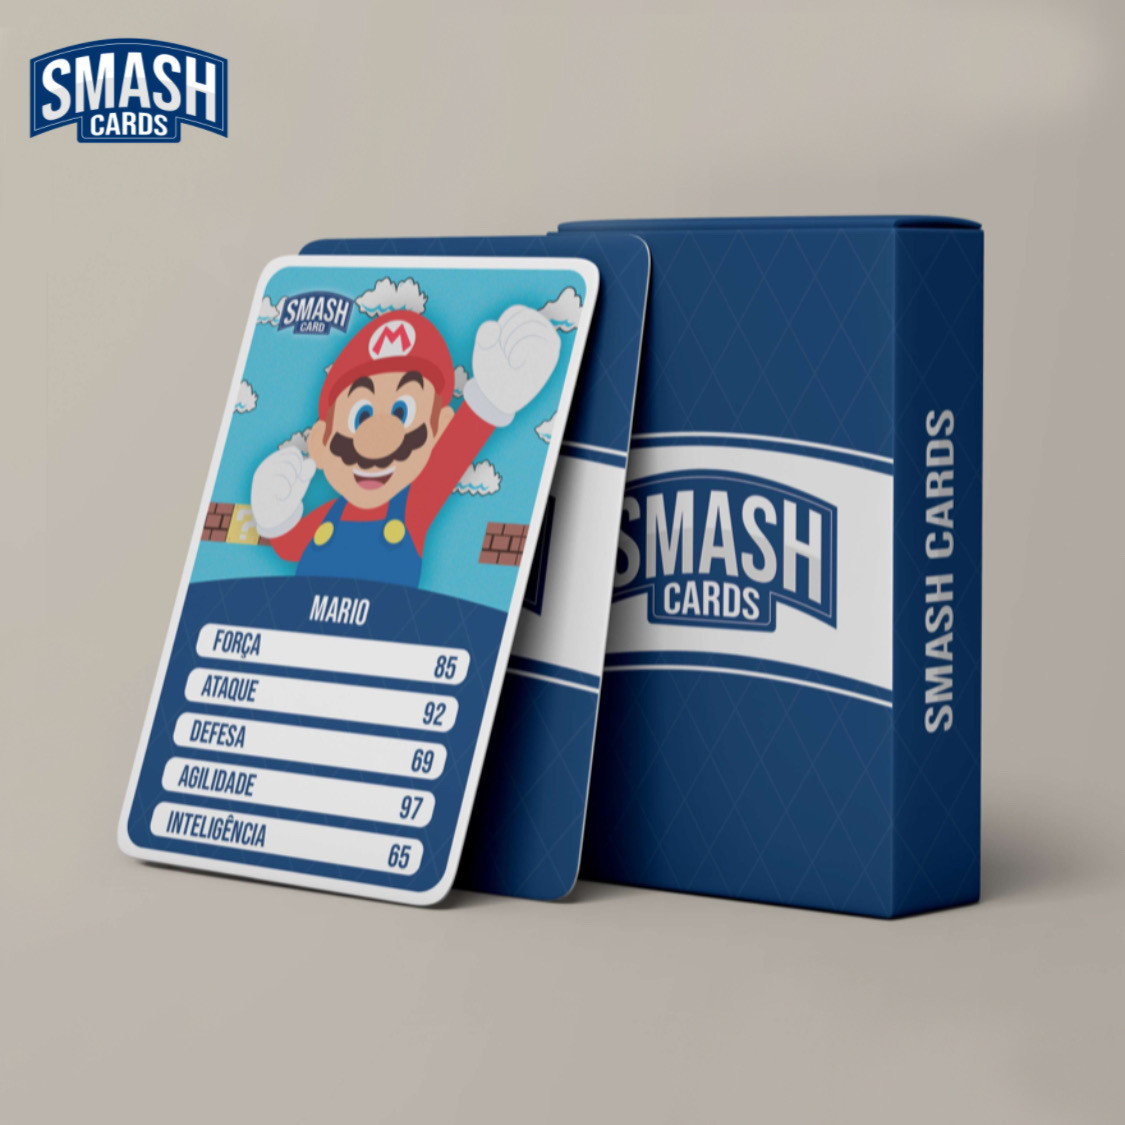 SMASH
CARDS
SMASH
CARD
M
MARIO
FORÇA 85
ATAQUE 92
DEFESA 69
AGILIDADE 97
INTELIGÊNCIA 65
?
SMASH
CARDS
SMASH CARDS